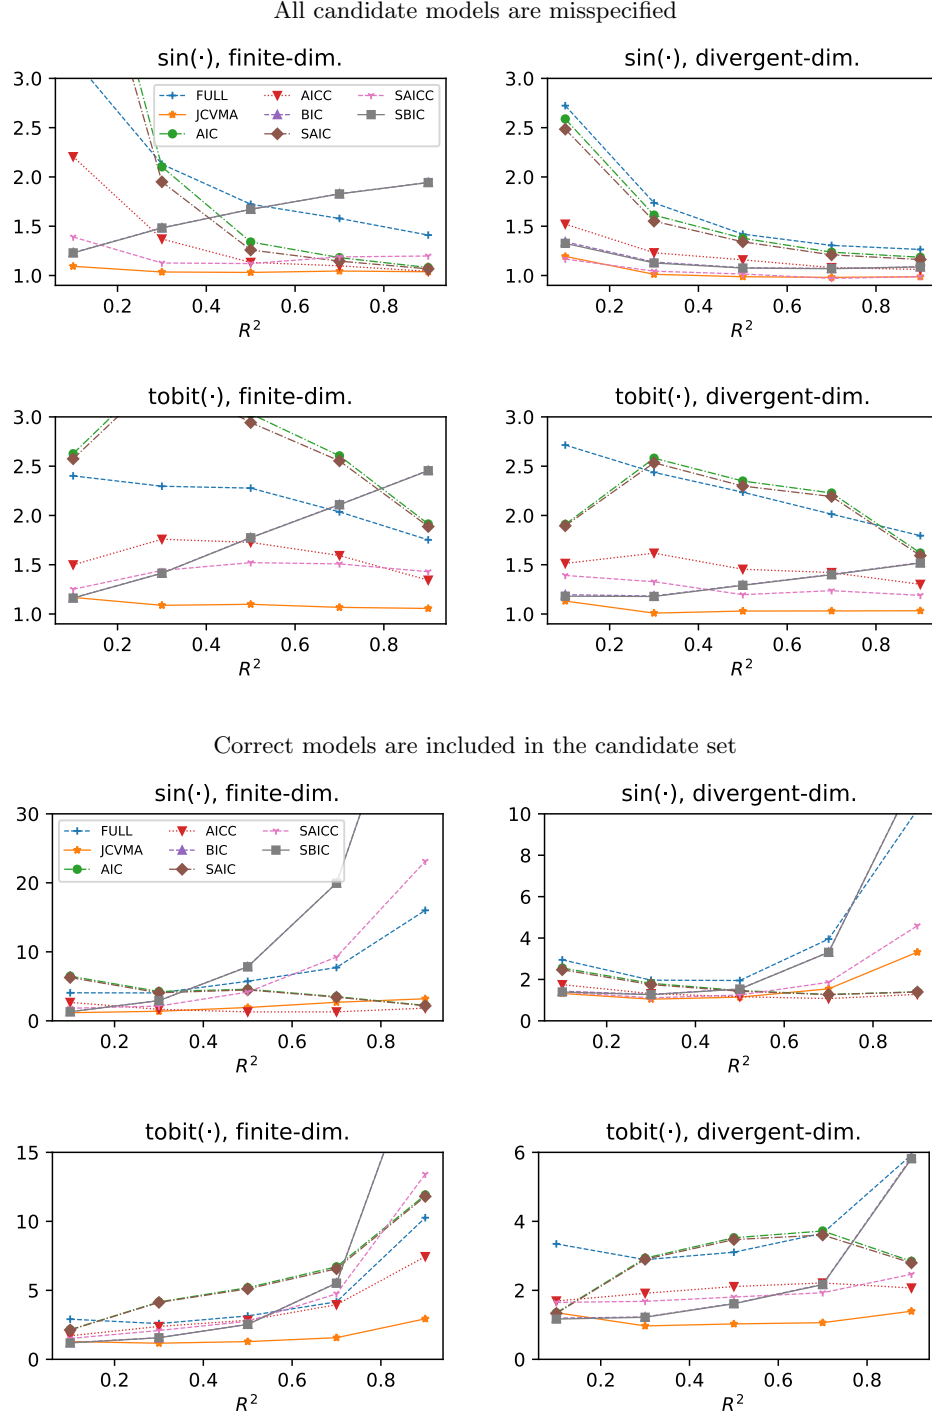 All candidate models are misspecified
sin(·), finite-dim.
3.0
2.5
2.0
1.5
1.0
FULL
JCVMA
AIC
AICC
BIC
SAIC
SAICC
SBIC
0.2 0.4 0.6 0.8
R²
sin(·), divergent-dim.
3.0
2.5
2.0
1.5
1.0
0.2 0.4 0.6 0.8
R²
tobit(·), finite-dim.
3.0
2.5
2.0
1.5
1.0
0.2 0.4 0.6 0.8
R²
tobit(·), divergent-dim.
3.0
2.5
2.0
1.5
1.0
0.2 0.4 0.6 0.8
R²
Correct models are included in the candidate set
sin(·), finite-dim.
30
20
10
0
FULL
JCVMA
AIC
AICC
BIC
SAIC
SAICC
SBIC
0.2 0.4 0.6 0.8
R²
sin(·), divergent-dim.
10
8
6
4
2
0
0.2 0.4 0.6 0.8
R²
tobit(·), finite-dim.
15
10
5
0
0.2 0.4 0.6 0.8
R²
tobit(·), divergent-dim.
6
4
2
0
0.2 0.4 0.6 0.8
R²